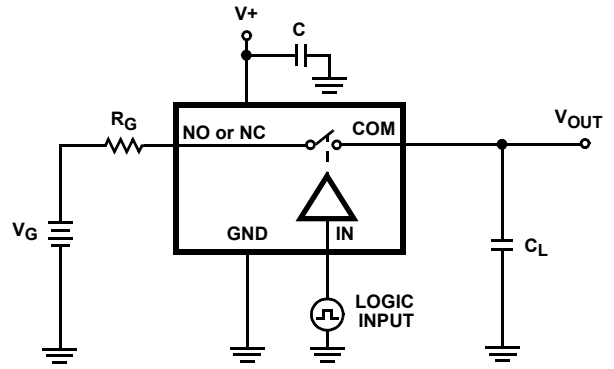 V+
C
RG
NO or NC
COM
VOUT
VG
GND
IN
CL
LOGIC
INPUT